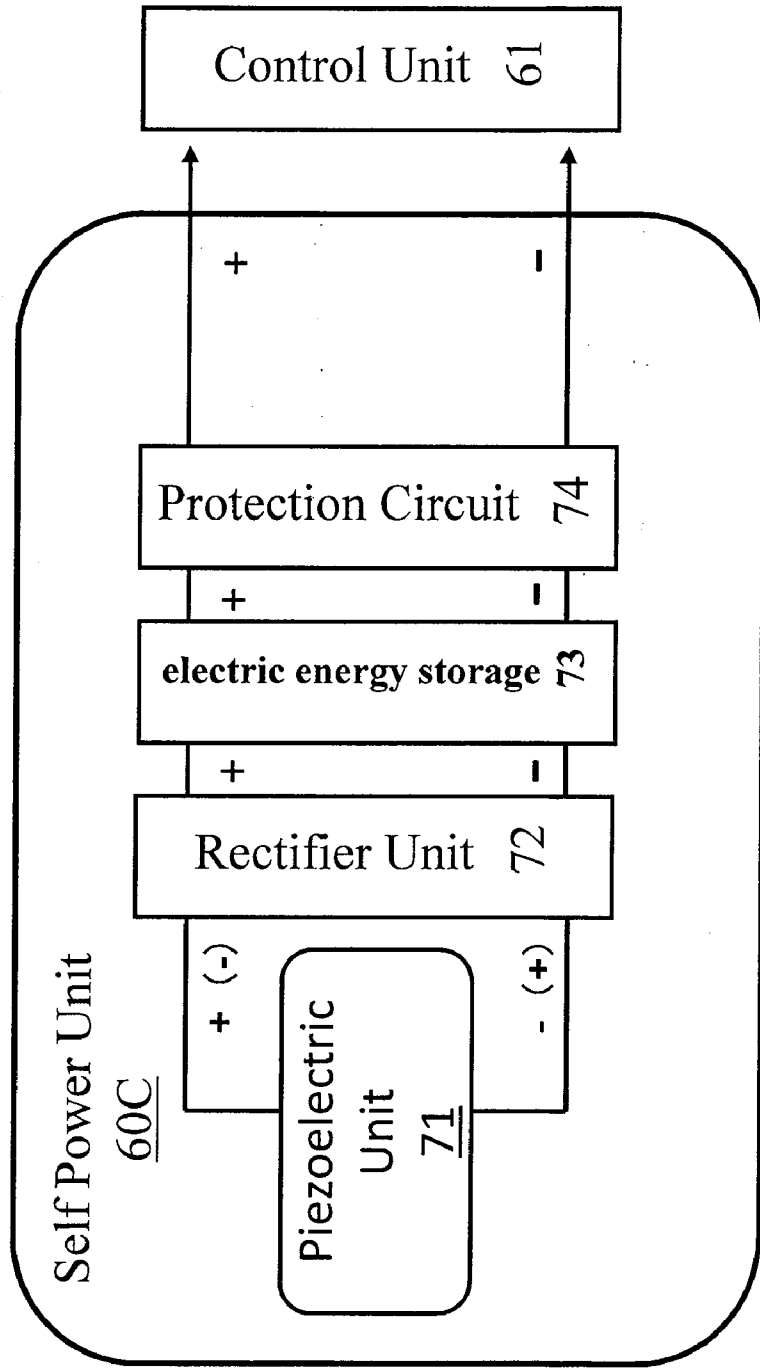 Self Power Unit
60C
Piezoelectric
Unit
71
+ (-)
- (+)
Rectifier Unit 72
+
-
electric energy storage 73
+
-
Protection Circuit 74
+
-
Control Unit 61